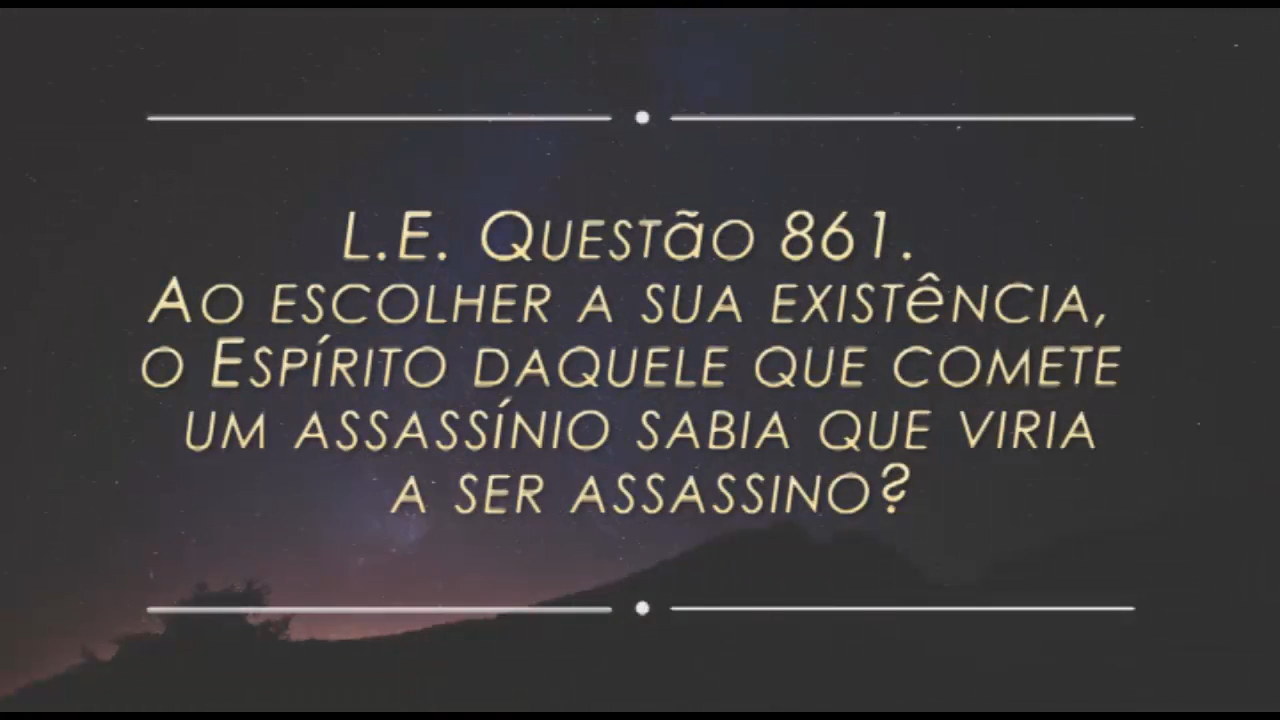 L.E. Questão 861.
Ao escolher a sua existência,
o Espírito daquele que comete
um assassínio sabia que viria
a ser assassino?